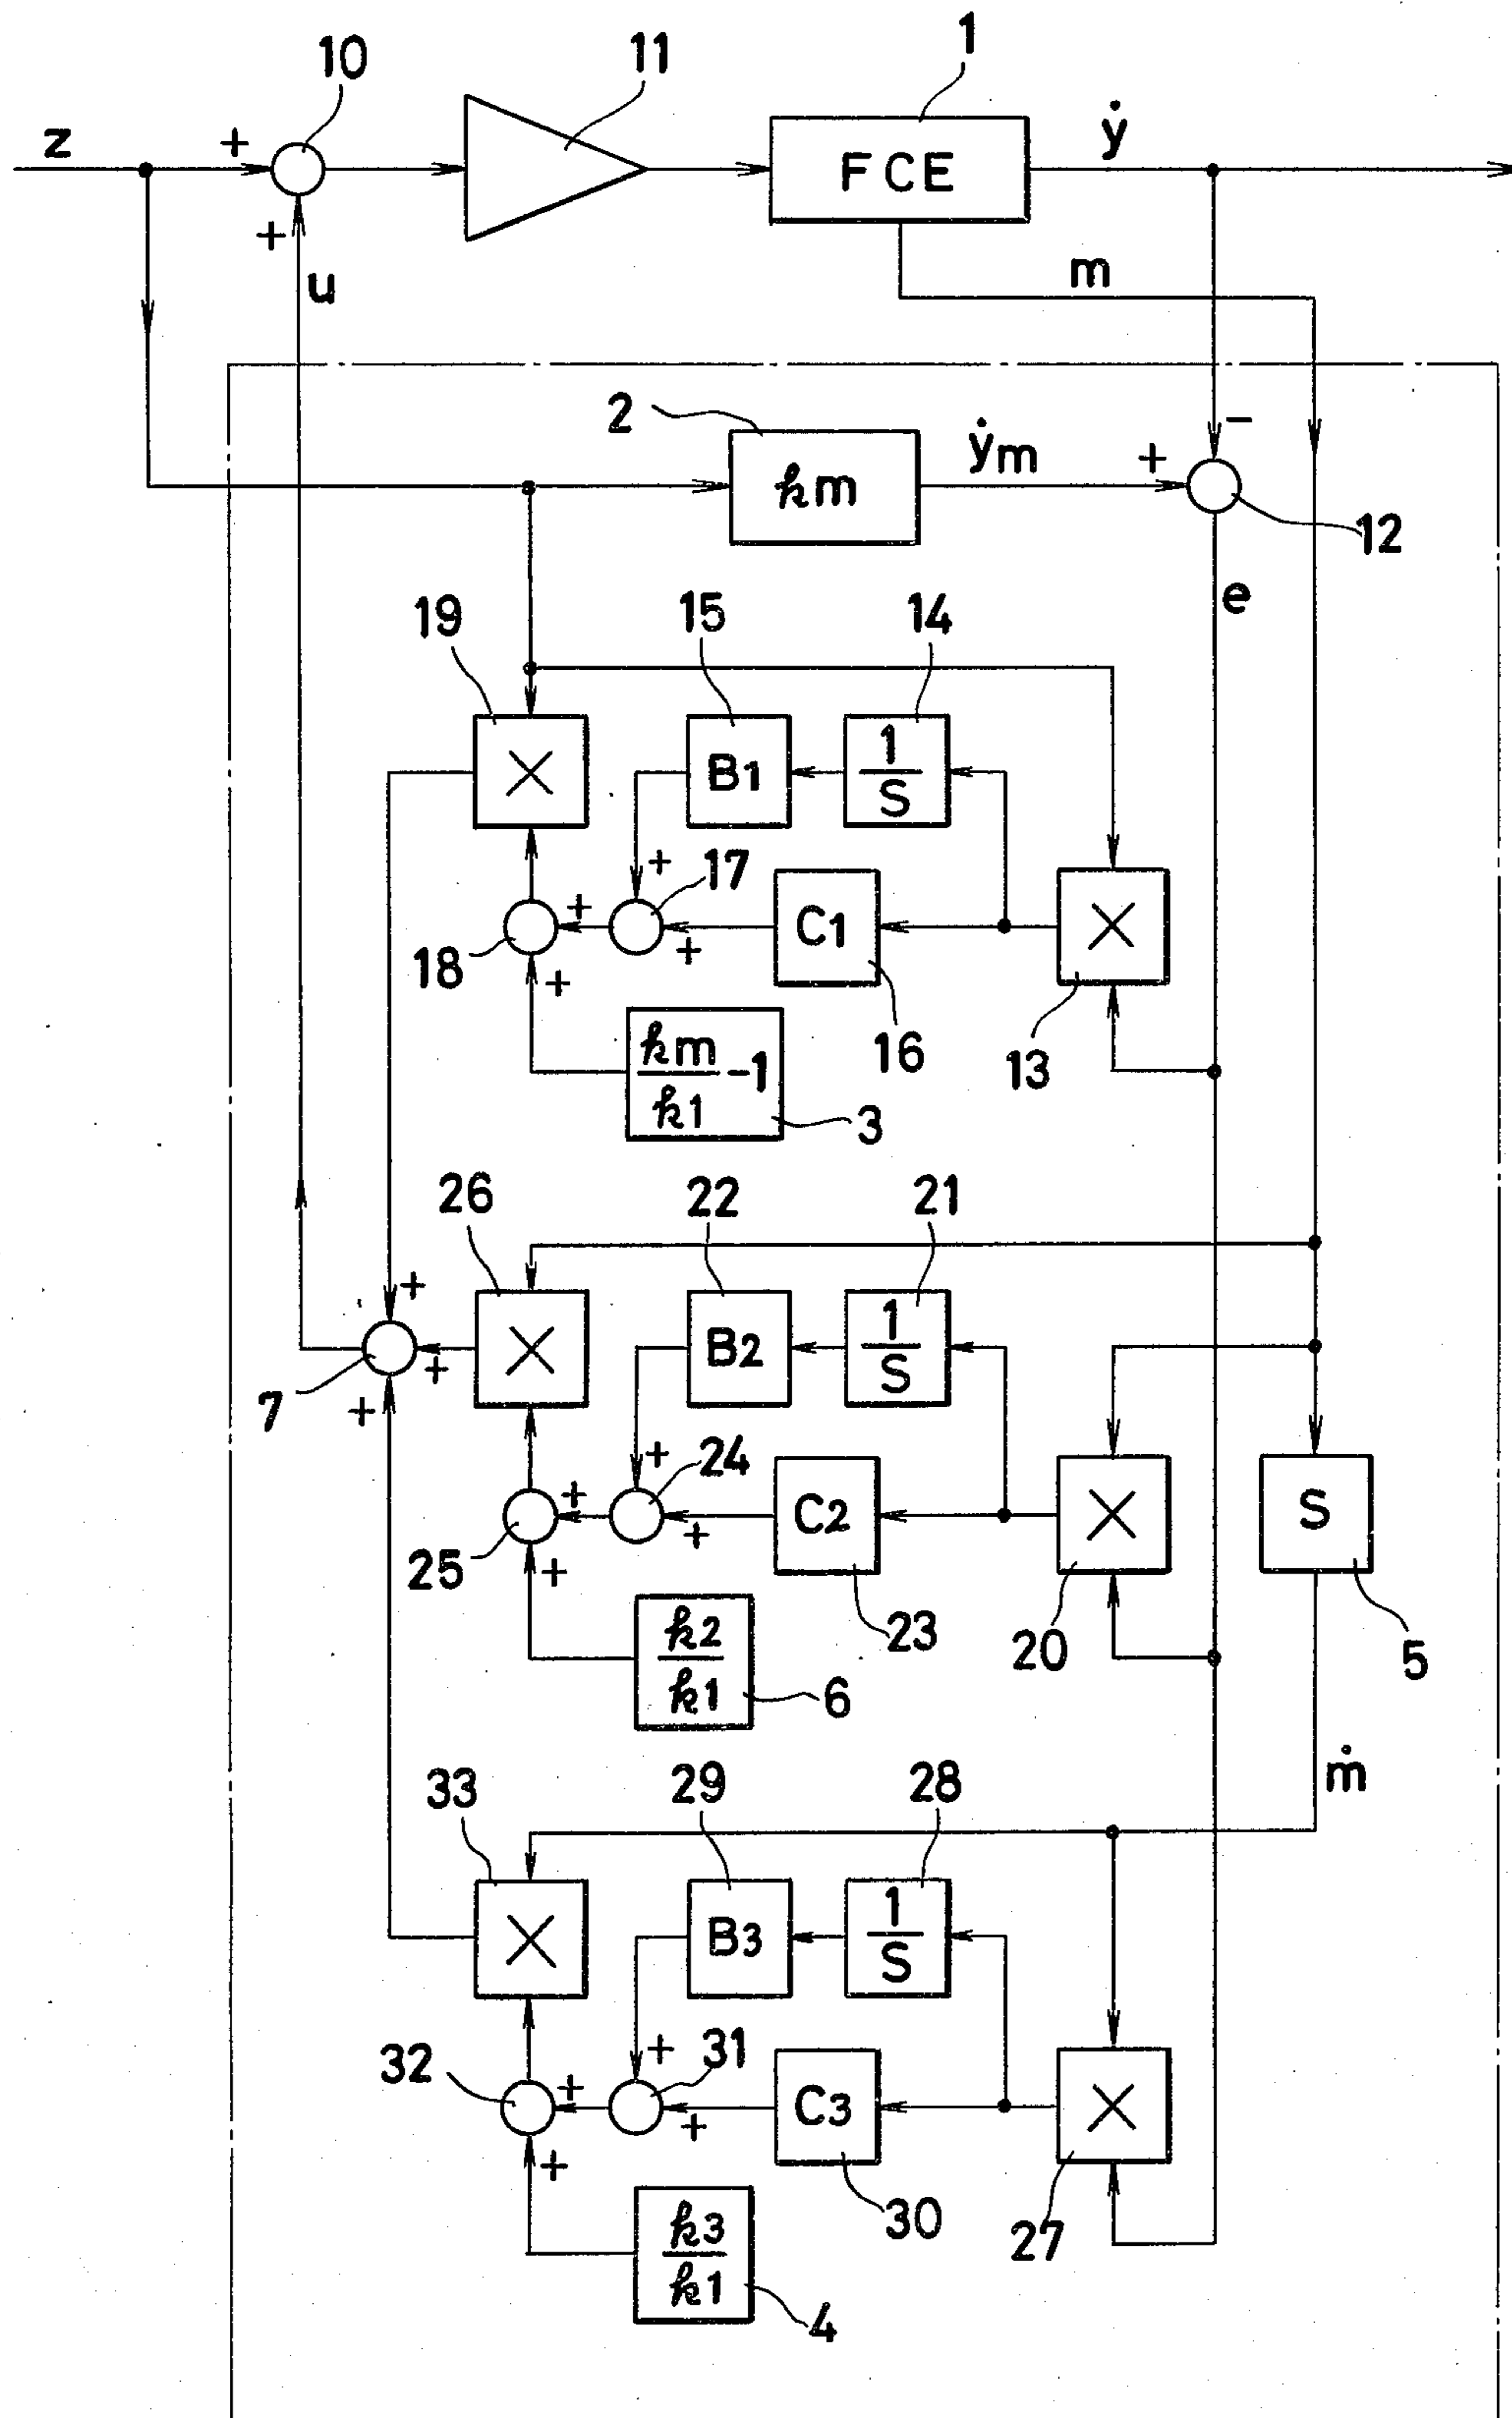 10
11
1
z
+
FCE
ẏ
+
u
m
2
km
ẏm
+
−
12
e
19
15
14
×
B1
1/S
+
17
+
18
+
C1
×
+
16
13
km/k1 -1
3
26
22
21
+
×
B2
1/S
7
+
+
+
24
+
25
+
C2
×
S
+
23
20
5
k2/k1
6
ṁ
33
29
28
×
B3
1/S
32
+
31
+
+
C3
×
+
30
27
k3/k1
4